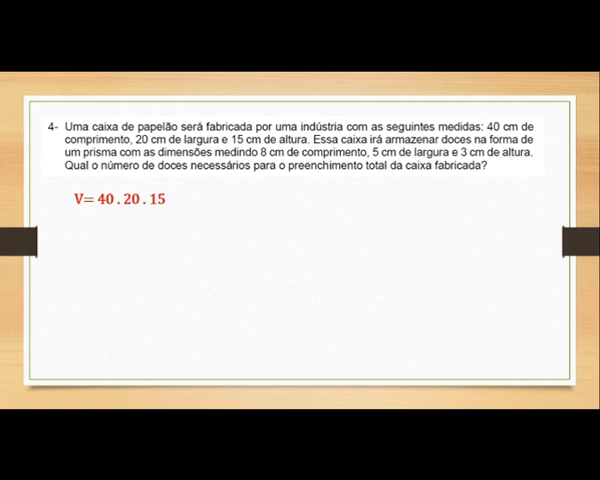 4- Uma caixa de papelão será fabricada por uma indústria com as seguintes medidas: 40 cm de
comprimento, 20 cm de largura e 15 cm de altura. Essa caixa irá armazenar doces na forma de
um prisma com as dimensões medindo 8 cm de comprimento, 5 cm de largura e 3 cm de altura.
Qual o número de doces necessários para o preenchimento total da caixa fabricada?
V= 40 . 20 . 15